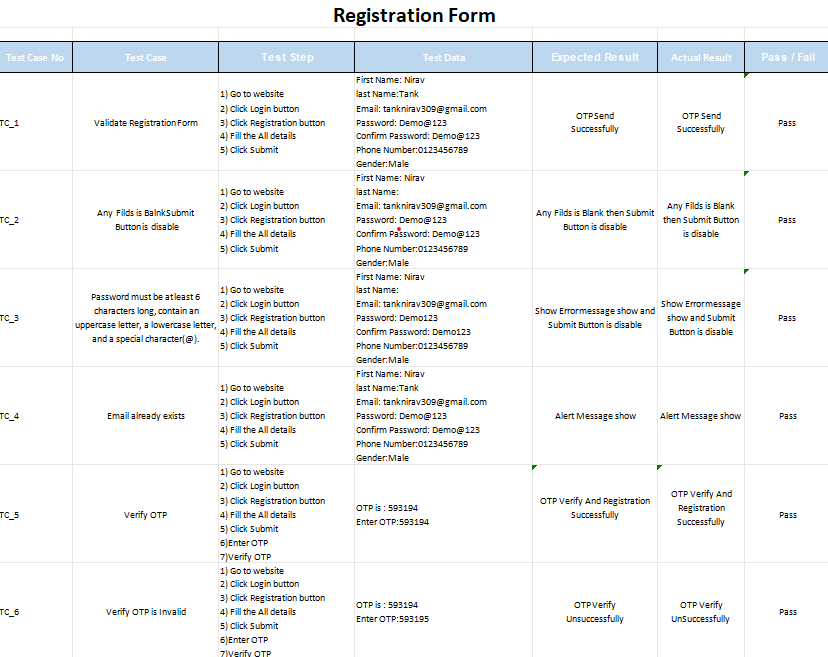 Registration Form
Test Case No	Test Case	Test Step	Test Data	Expected Result	Actual Result	Pass / Fail
TC_1
Validate Registration Form
1) Go to website
2) Click Login button
3) Click Registration button
4) Fill the All details
5) Click Submit
First Name: Nirav
last Name:Tank
Email: tanknirav309@gmail.com
Password: Demo@123
Confirm Password: Demo@123
Phone Number:0123456789
Gender:Male
OTP Send
Successfully
OTP Send
Successfully
Pass
TC_2
Any Filds is BalnkSubmit
Button is disable
1) Go to website
2) Click Login button
3) Click Registration button
4) Fill the All details
5) Click Submit
First Name: Nirav
last Name:
Email: tanknirav309@gmail.com
Password: Demo@123
Confirm Password: Demo@123
Phone Number:0123456789
Gender:Male
Any Filds is Blank then Submit
Button is disable
Any Filds is Blank
then Submit Button
is disable
Pass
TC_3
Password must be atleast 6
characters long, contain an
uppercase letter, a lowercase letter,
and a special character(@).
1) Go to website
2) Click Login button
3) Click Registration button
4) Fill the All details
5) Click Submit
First Name: Nirav
last Name:
Email: tanknirav309@gmail.com
Password: Demo123
Confirm Password: Demo123
Phone Number:0123456789
Gender:Male
Show Errormessage show and
Submit Button is disable
Show Errormessage
show and Submit
Button is disable
Pass
TC_4
Email already exists
1) Go to website
2) Click Login button
3) Click Registration button
4) Fill the All details
5) Click Submit
First Name: Nirav
last Name:Tank
Email: tanknirav309@gmail.com
Password: Demo@123
Confirm Password: Demo@123
Phone Number:0123456789
Gender:Male
Alert Message show
Alert Message show
Pass
TC_5
Verify OTP
1) Go to website
2) Click Login button
3) Click Registration button
4) Fill the All details
5) Click Submit
6)Enter OTP
7)Verify OTP
OTP is : 593194
Enter OTP:593194
OTP Verify And Registration
Successfully
OTP Verify And
Registration
Successfully
Pass
TC_6
Verify OTP is Invalid
1) Go to website
2) Click Login button
3) Click Registration button
4) Fill the All details
5) Click Submit
6)Enter OTP
7)Verify OTP
OTP is : 593194
Enter OTP:593195
OTP Verify
Unsuccessfully
OTP Verify
UnSuccessfully
Pass